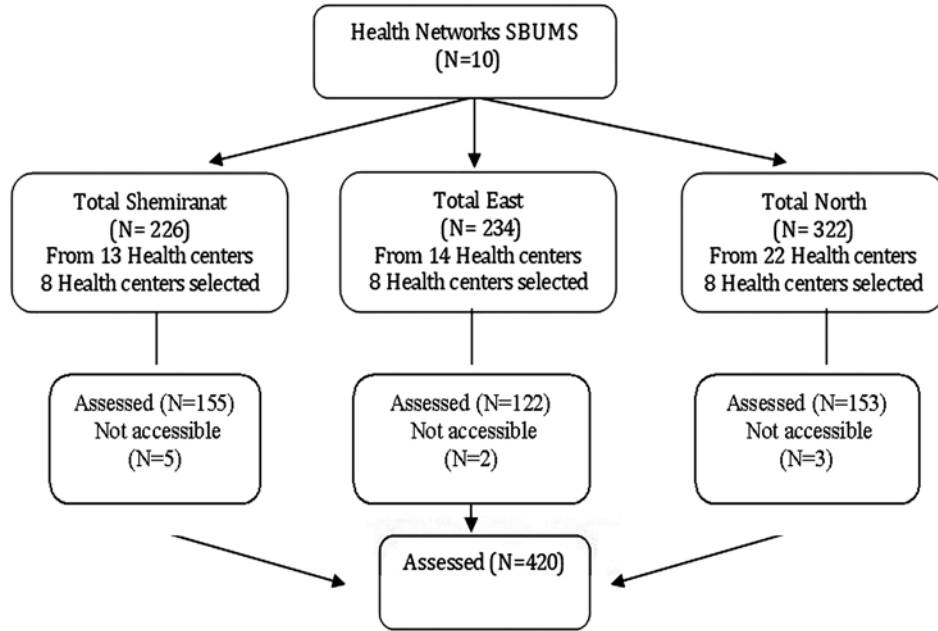 Health Networks SBUMS
(N=10)
Total Shemiranat
(N= 226)
From 13 Health centers
8 Health centers selected
Total East
(N= 234)
From 14 Health centers
8 Health centers selected
Total North
(N= 322)
From 22 Health centers
8 Health centers selected
Assessed (N=155)
Not accessible
(N=5)
Assessed (N=122)
Not accessible
(N=2)
Assessed (N=153)
Not accessible
(N=3)
Assessed (N=420)